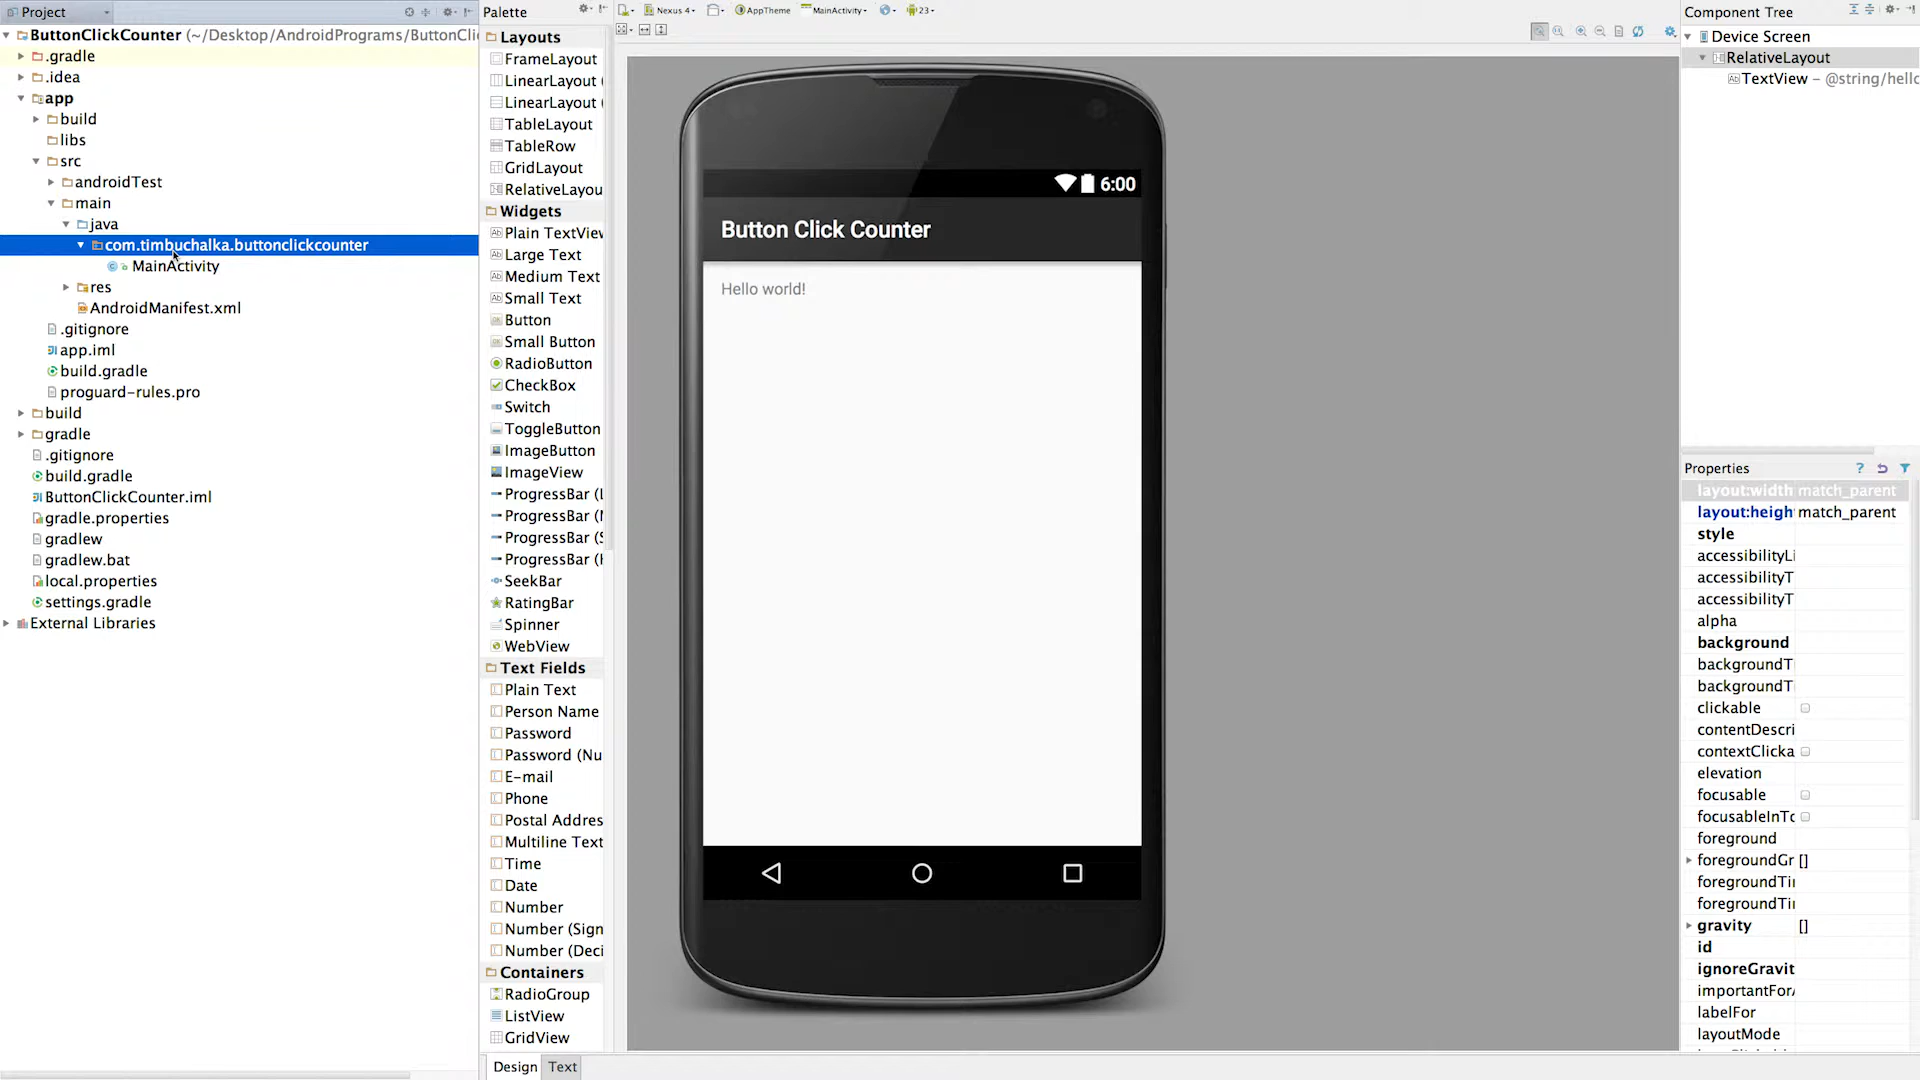 Project
ButtonClickCounter (~/Desktop/AndroidPrograms/ButtonCli
.gradle
.idea
app
build
libs
src
androidTest
main
java
com.timbuchalka.buttonclickcounter
MainActivity
res
AndroidManifest.xml
.gitignore
app.iml
build.gradle
proguard-rules.pro
build
gradle
.gitignore
build.gradle
ButtonClickCounter.iml
gradle.properties
gradlew
gradlew.bat
local.properties
settings.gradle
External Libraries
Palette
Layouts
FrameLayout
LinearLayout (
LinearLayout (
TableLayout
TableRow
GridLayout
RelativeLayou
Widgets
Plain TextView
Large Text
Medium Text
Small Text
Button
Small Button
RadioButton
CheckBox
Switch
ToggleButton
ImageButton
ImageView
ProgressBar (L
ProgressBar (M
ProgressBar (S
ProgressBar (H
SeekBar
RatingBar
Spinner
WebView
Text Fields
Plain Text
Person Name
Password
Password (Nu
E-mail
Phone
Postal Addres
Multiline Text
Time
Date
Number
Number (Sign
Number (Deci
Containers
RadioGroup
ListView
GridView
Design Text
Nexus 4 AppTheme MainActivity 23
6:00
Button Click Counter
Hello world!
Component Tree
Device Screen
RelativeLayout
TextView - @string/hello
Properties
layout:width match_parent
layout:heigh match_parent
style
accessibilityLi
accessibilityT
accessibilityT
alpha
background
backgroundT
backgroundT
clickable
contentDescri
contextClicka
elevation
focusable
focusableInTo
foreground
foregroundGr []
foregroundTi
foregroundTi
gravity []
id
ignoreGravit
importantForA
labelFor
layoutMode